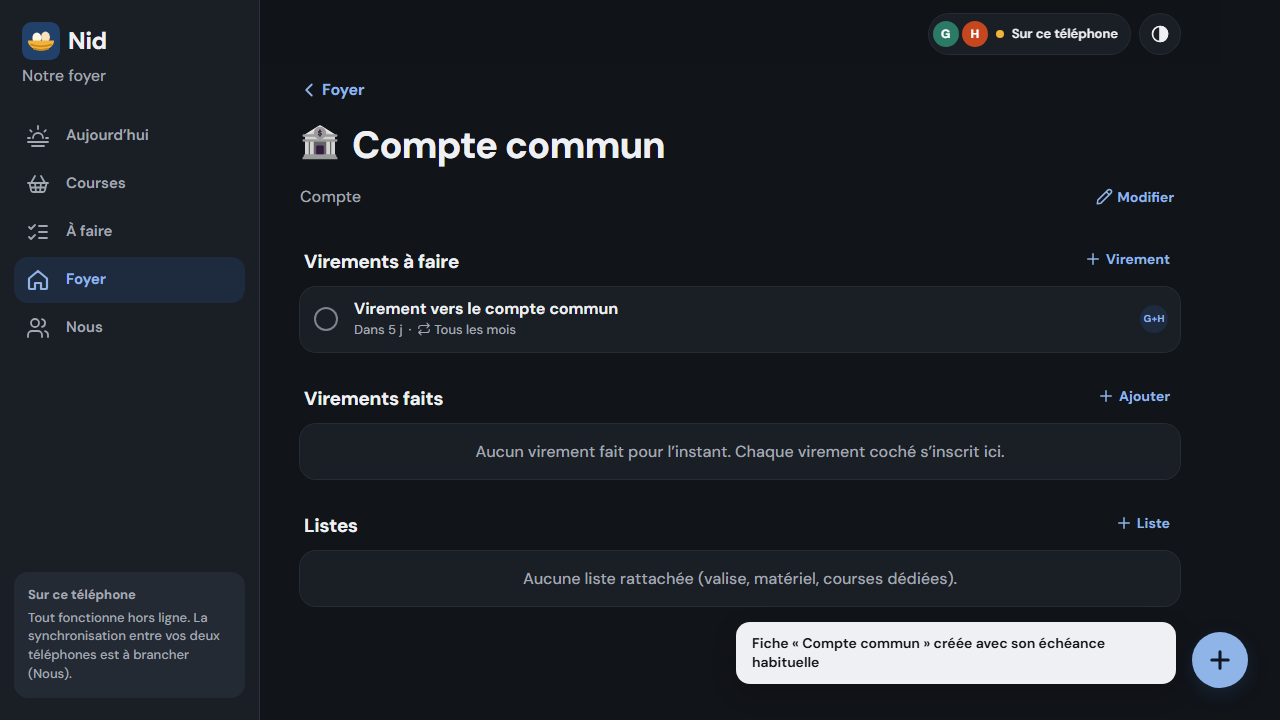 Nid
Notre foyer
Aujourd’hui
Courses
À faire
Foyer
Nous
Sur ce téléphone
Tout fonctionne hors ligne. La
synchronisation entre vos deux
téléphones est à brancher
(Nous).
G H Sur ce téléphone
Foyer
Compte commun
Compte
Modifier
Virements à faire
Virement
Virement vers le compte commun
Dans 5 j · Tous les mois
G+H
Virements faits
Ajouter
Aucun virement fait pour l’instant. Chaque virement coché s’inscrit ici.
Listes
Liste
Aucune liste rattachée (valise, matériel, courses dédiées).
Fiche « Compte commun » créée avec son échéance
habituelle